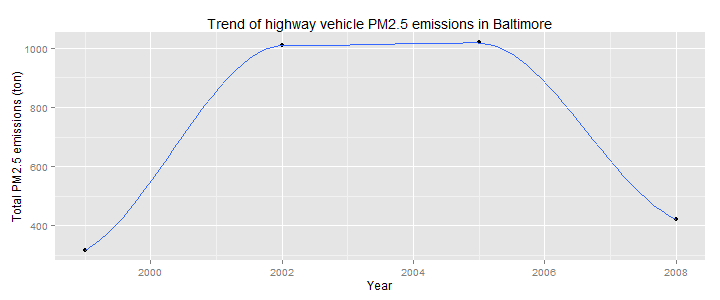 Trend of highway vehicle PM2.5 emissions in Baltimore
Total PM2.5 emissions (ton)
1000
800
600
400
2000 2002 2004 2006 2008
Year